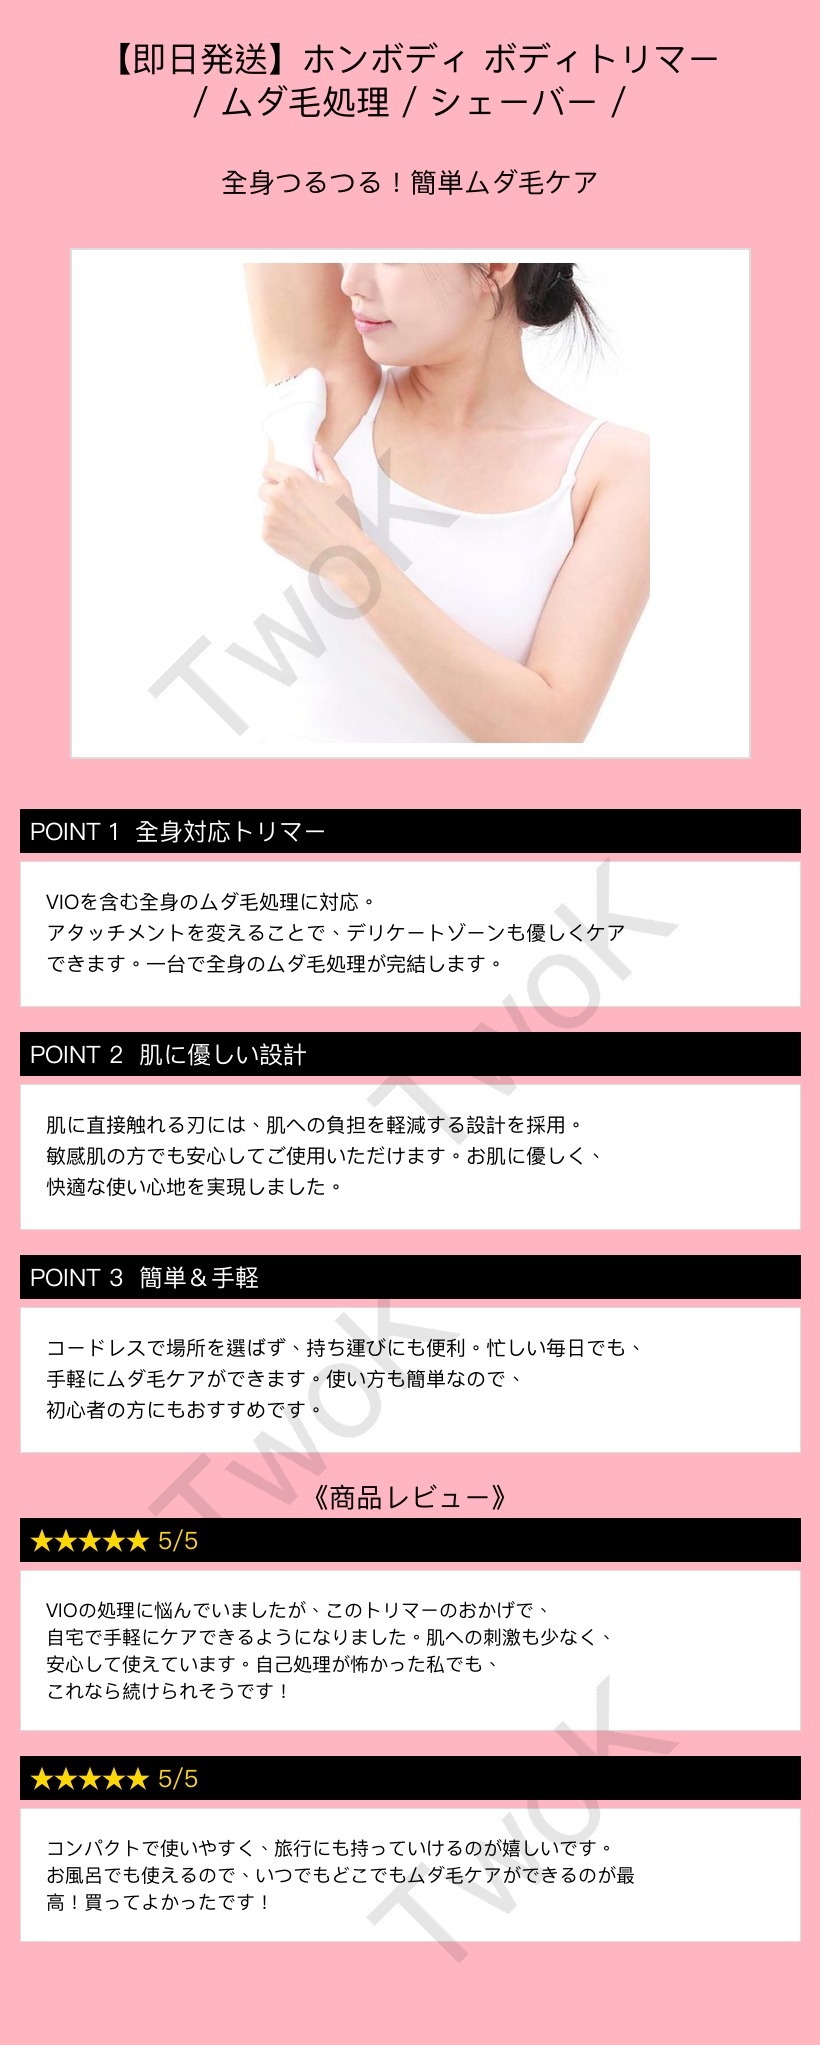 【即日発送】ホンボディ ボディトリマー
/ ムダ毛処理 / シェーバー /
全身つるつる！簡単ムダ毛ケア
TwoK
POINT 1 全身対応トリマー
VIOを含む全身のムダ毛処理に対応。
アタッチメントを変えることで、デリケートゾーンも優しくケア
できます。一台で全身のムダ毛処理が完結します。
TwoK
POINT 2 肌に優しい設計
肌に直接触れる刃には、肌への負担を軽減する設計を採用。
敏感肌の方でも安心してご使用いただけます。お肌に優しく、
快適な使い心地を実現しました。
POINT 3 簡単＆手軽
コードレスで場所を選ばず、持ち運びにも便利。忙しい毎日でも、
手軽にムダ毛ケアができます。使い方も簡単なので、
初心者の方にもおすすめです。
TwoK
《商品レビュー》
★★★★★ 5/5
VIOの処理に悩んでいましたが、このトリマーのおかげで、
自宅で手軽にケアできるようになりました。肌への刺激も少なく、
安心して使えています。自己処理が怖かった私でも、
これなら続けられそうです！
★★★★★ 5/5
コンパクトで使いやすく、旅行にも持っていけるのが嬉しいです。
お風呂でも使えるので、いつでもどこでもムダ毛ケアができるのが最
高！買ってよかったです！
TwoK